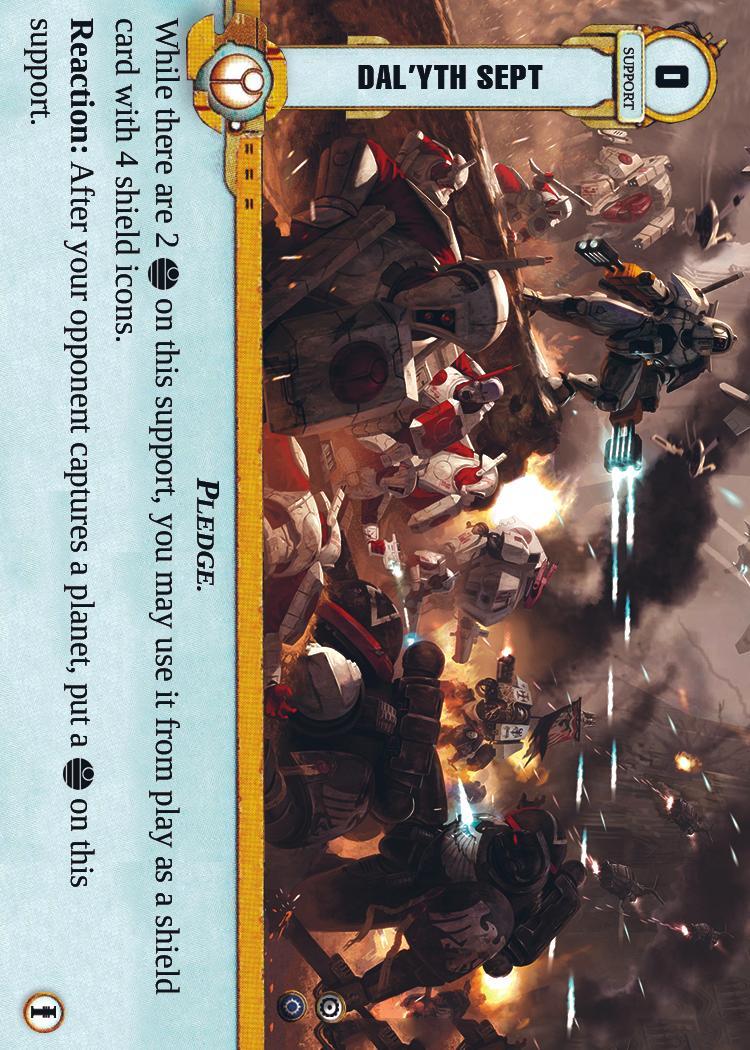 0
SUPPORT
DAL'YTH SEPT
PLEDGE.
While there are 2 on this support, you may use it from play as a shield
card with 4 shield icons.
Reaction: After your opponent captures a planet, put a on this
support.